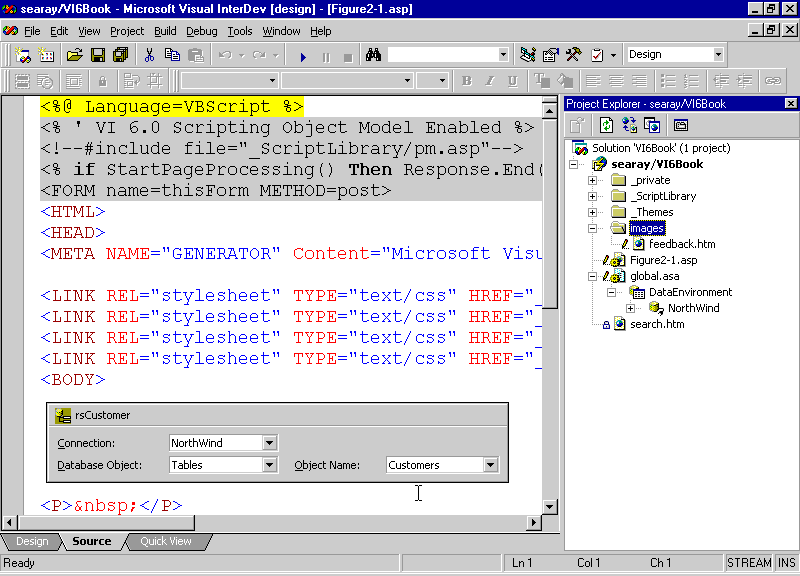 searay/VI6Book - Microsoft Visual InterDev [design] - [Figure2-1.asp]
File Edit View Project Build Debug Tools Window Help
Design
B I U
<%@ Language=VBScript %>
<% ' VI 6.0 Scripting Object Model Enabled %>
<!--#include file="_ScriptLibrary/pm.asp"-->
<% if StartPageProcessing() Then Response.End(
<FORM name=thisForm METHOD=post>
<HTML>
<HEAD>
<META NAME="GENERATOR" Content="Microsoft Visu
<LINK REL="stylesheet" TYPE="text/css" HREF="_
<LINK REL="stylesheet" TYPE="text/css" HREF="_
<LINK REL="stylesheet" TYPE="text/css" HREF="_
<LINK REL="stylesheet" TYPE="text/css" HREF="_
<BODY>
rsCustomer
Connection: NorthWind
Database Object: Tables Object Name: Customers
<P>&nbsp;</P>
Design Source Quick View
Project Explorer - searay/VI6Book
Solution 'VI6Book' (1 project)
searay/VI6Book
_private
_ScriptLibrary
_Themes
images
feedback.htm
Figure2-1.asp
global.asa
DataEnvironment
NorthWind
search.htm
Ready Ln 1 Col 1 Ch 1 STREAM INS